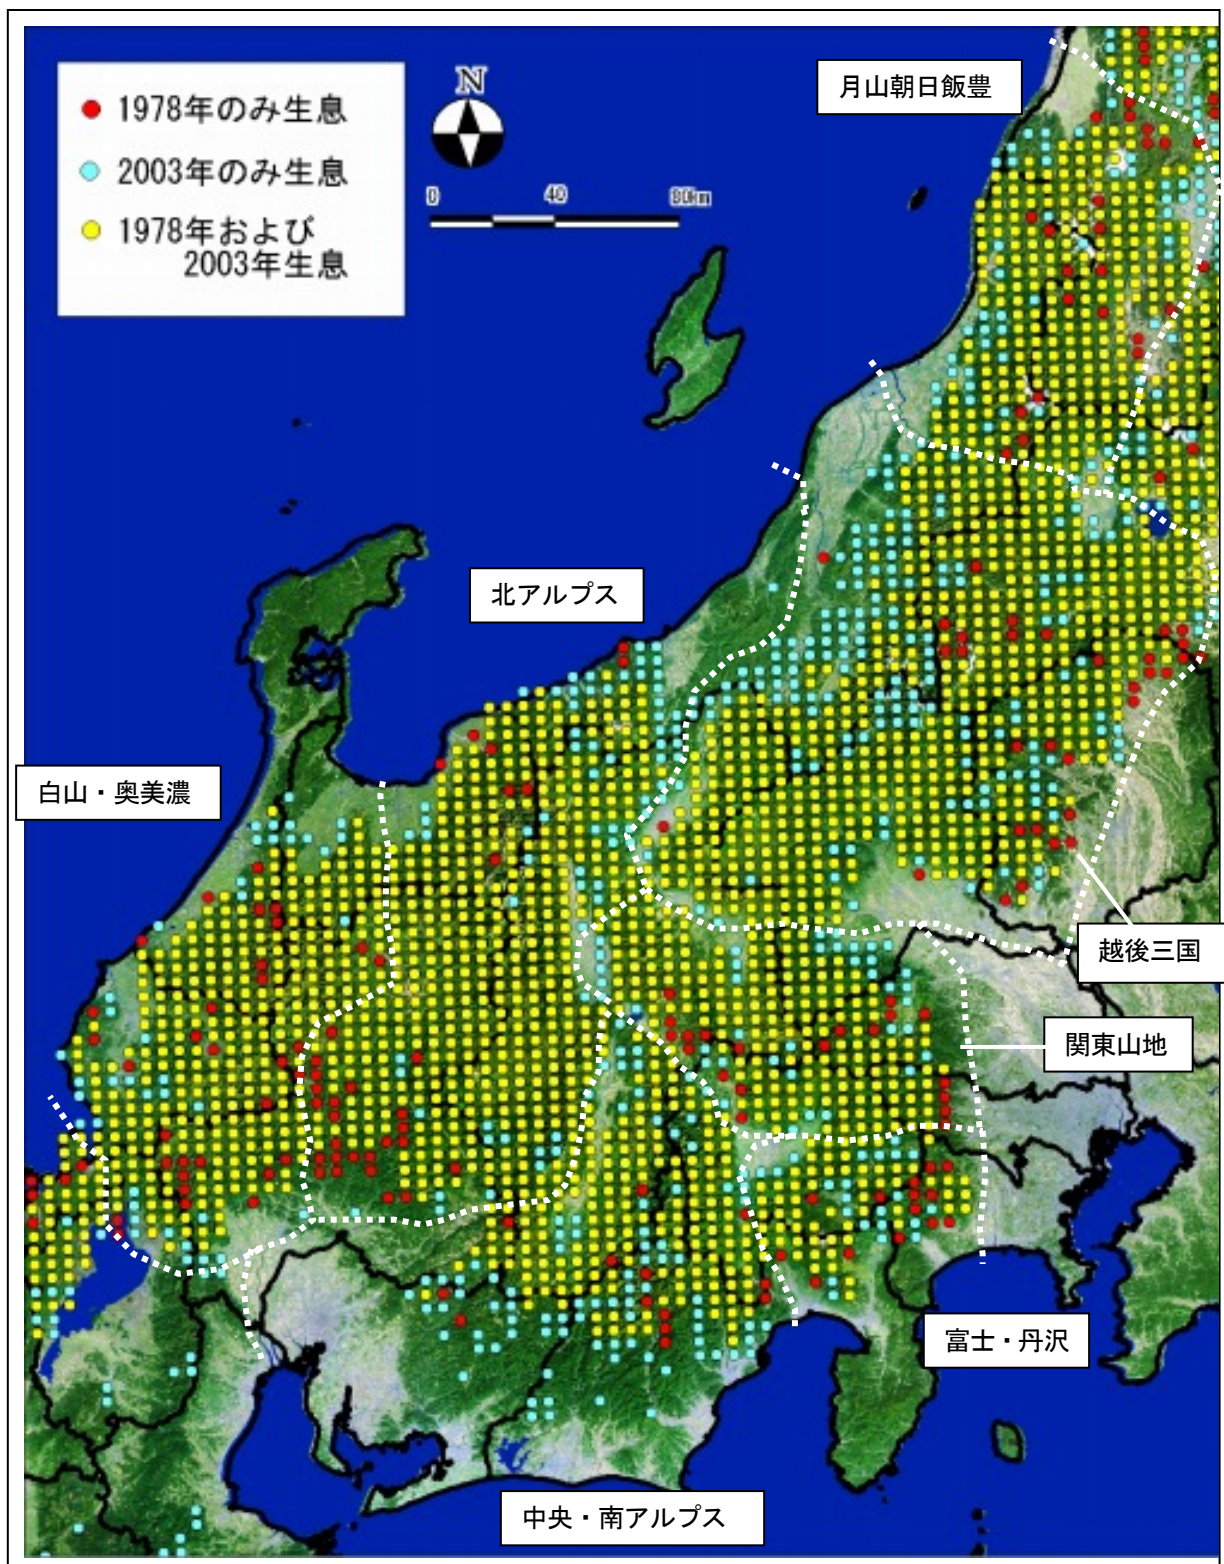 月山朝日飯豊
1978年のみ生息
2003年のみ生息
1978年および
2003年生息
N
0 40 80km
北アルプス
白山・奥美濃
越後三国
関東山地
富士・丹沢
中央・南アルプス